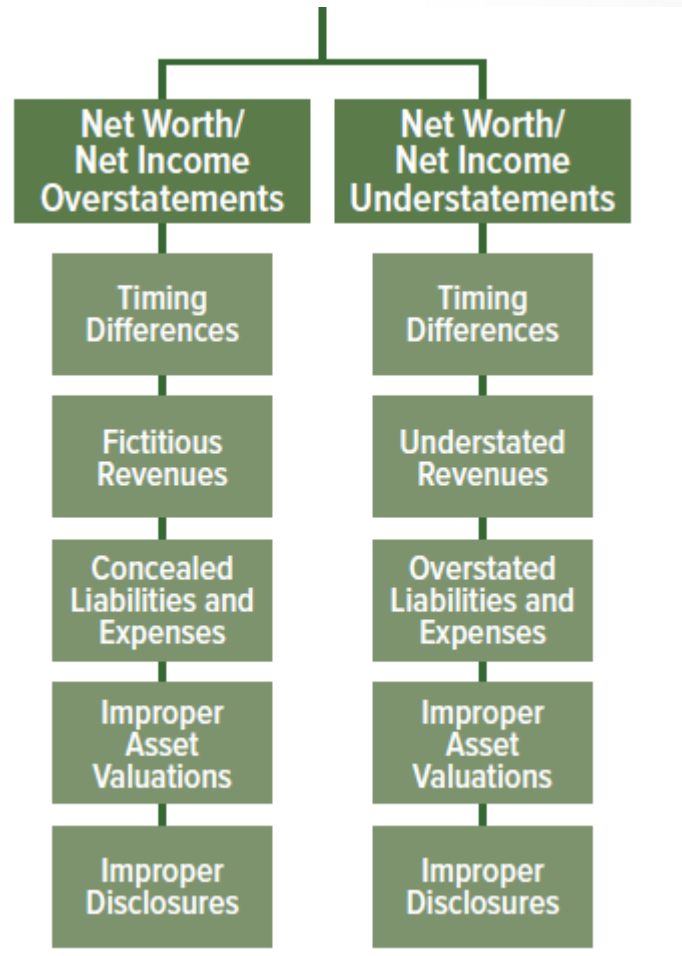 Net Worth/
Net Income
Overstatements
Timing
Differences
Fictitious
Revenues
Concealed
Liabilities and
Expenses
Improper
Asset
Valuations
Improper
Disclosures
Net Worth/
Net Income
Understatements
Timing
Differences
Understated
Revenues
Overstated
Liabilities and
Expenses
Improper
Asset
Valuations
Improper
Disclosures